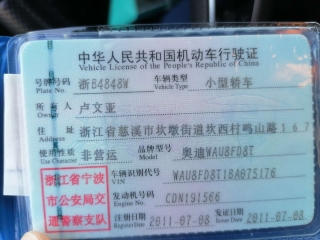 中华人民共和国机动车行驶证
Vehicle License of the People's Republic of China
号牌号码 Plate No. 浙B4848W 车辆类型 Vehicle Type 小型轿车
所有人 Owner 卢文亚
住址 Address 浙江省慈溪市坎墩街道坎西村鸣山路167
使用性质 Use Character 非营运 品牌型号 Model 奥迪WAU8FD8T
浙江省宁波
市公安局交
通警察支队
车辆识别代号 VIN WAU8FD8T1BA075176
发动机号码 Engine No. CDN191566
注册日期 Register Date 2011-07-08 发证日期 Issue Date 2011-07-08